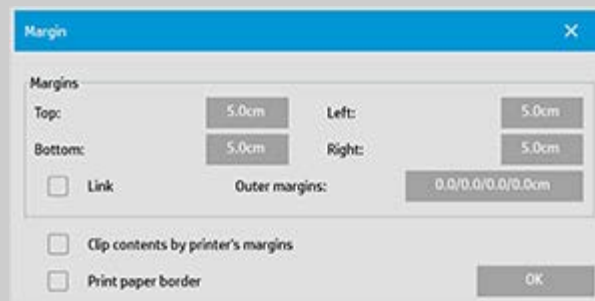 Margin
Margins
Top: 5.0cm Left: 5.0cm
Bottom: 5.0cm Right: 5.0cm
Link Outer margins: 0.0/0.0/0.0/0.0cm
Clip contents by printer's margins
Print paper border OK